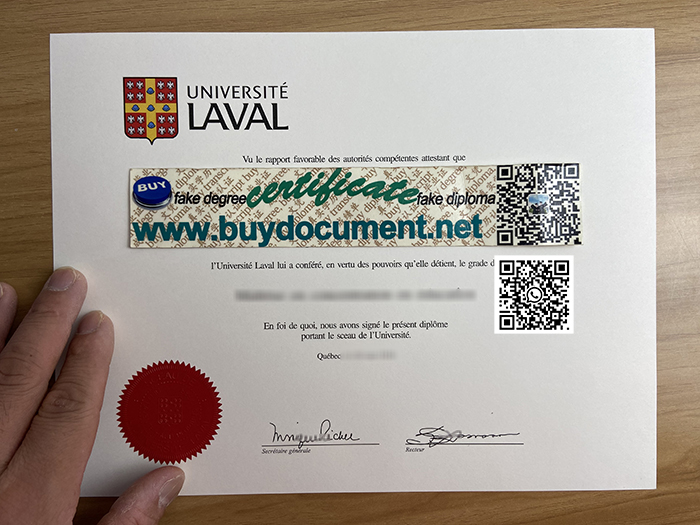 UNIVERSITÉ
LAVAL
Vu le rapport favorable des autorités compétentes attestant que
BUY
fake degree certificate fake diploma
www.buydocument.net
l'Université Laval lui a conféré, en vertu des pouvoirs qu'elle détient, le grade d
En foi de quoi, nous avons signé le présent diplôme
portant le sceau de l'Université.
Québec
Secrétaire générale
Recteur